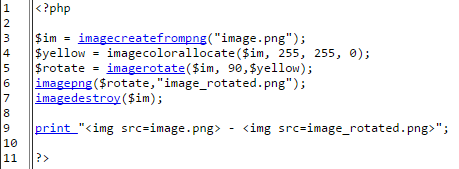 1 <?php
2
3 $im = imagecreatefrompng("image.png");
4 $yellow = imagecolorallocate($im, 255, 255, 0);
5 $rotate = imagerotate($im, 90,$yellow);
6 imagepng($rotate,"image_rotated.png");
7 imagedestroy($im);
8
9 print "<img src=image.png> - <img src=image_rotated.png>";
10
11 ?>